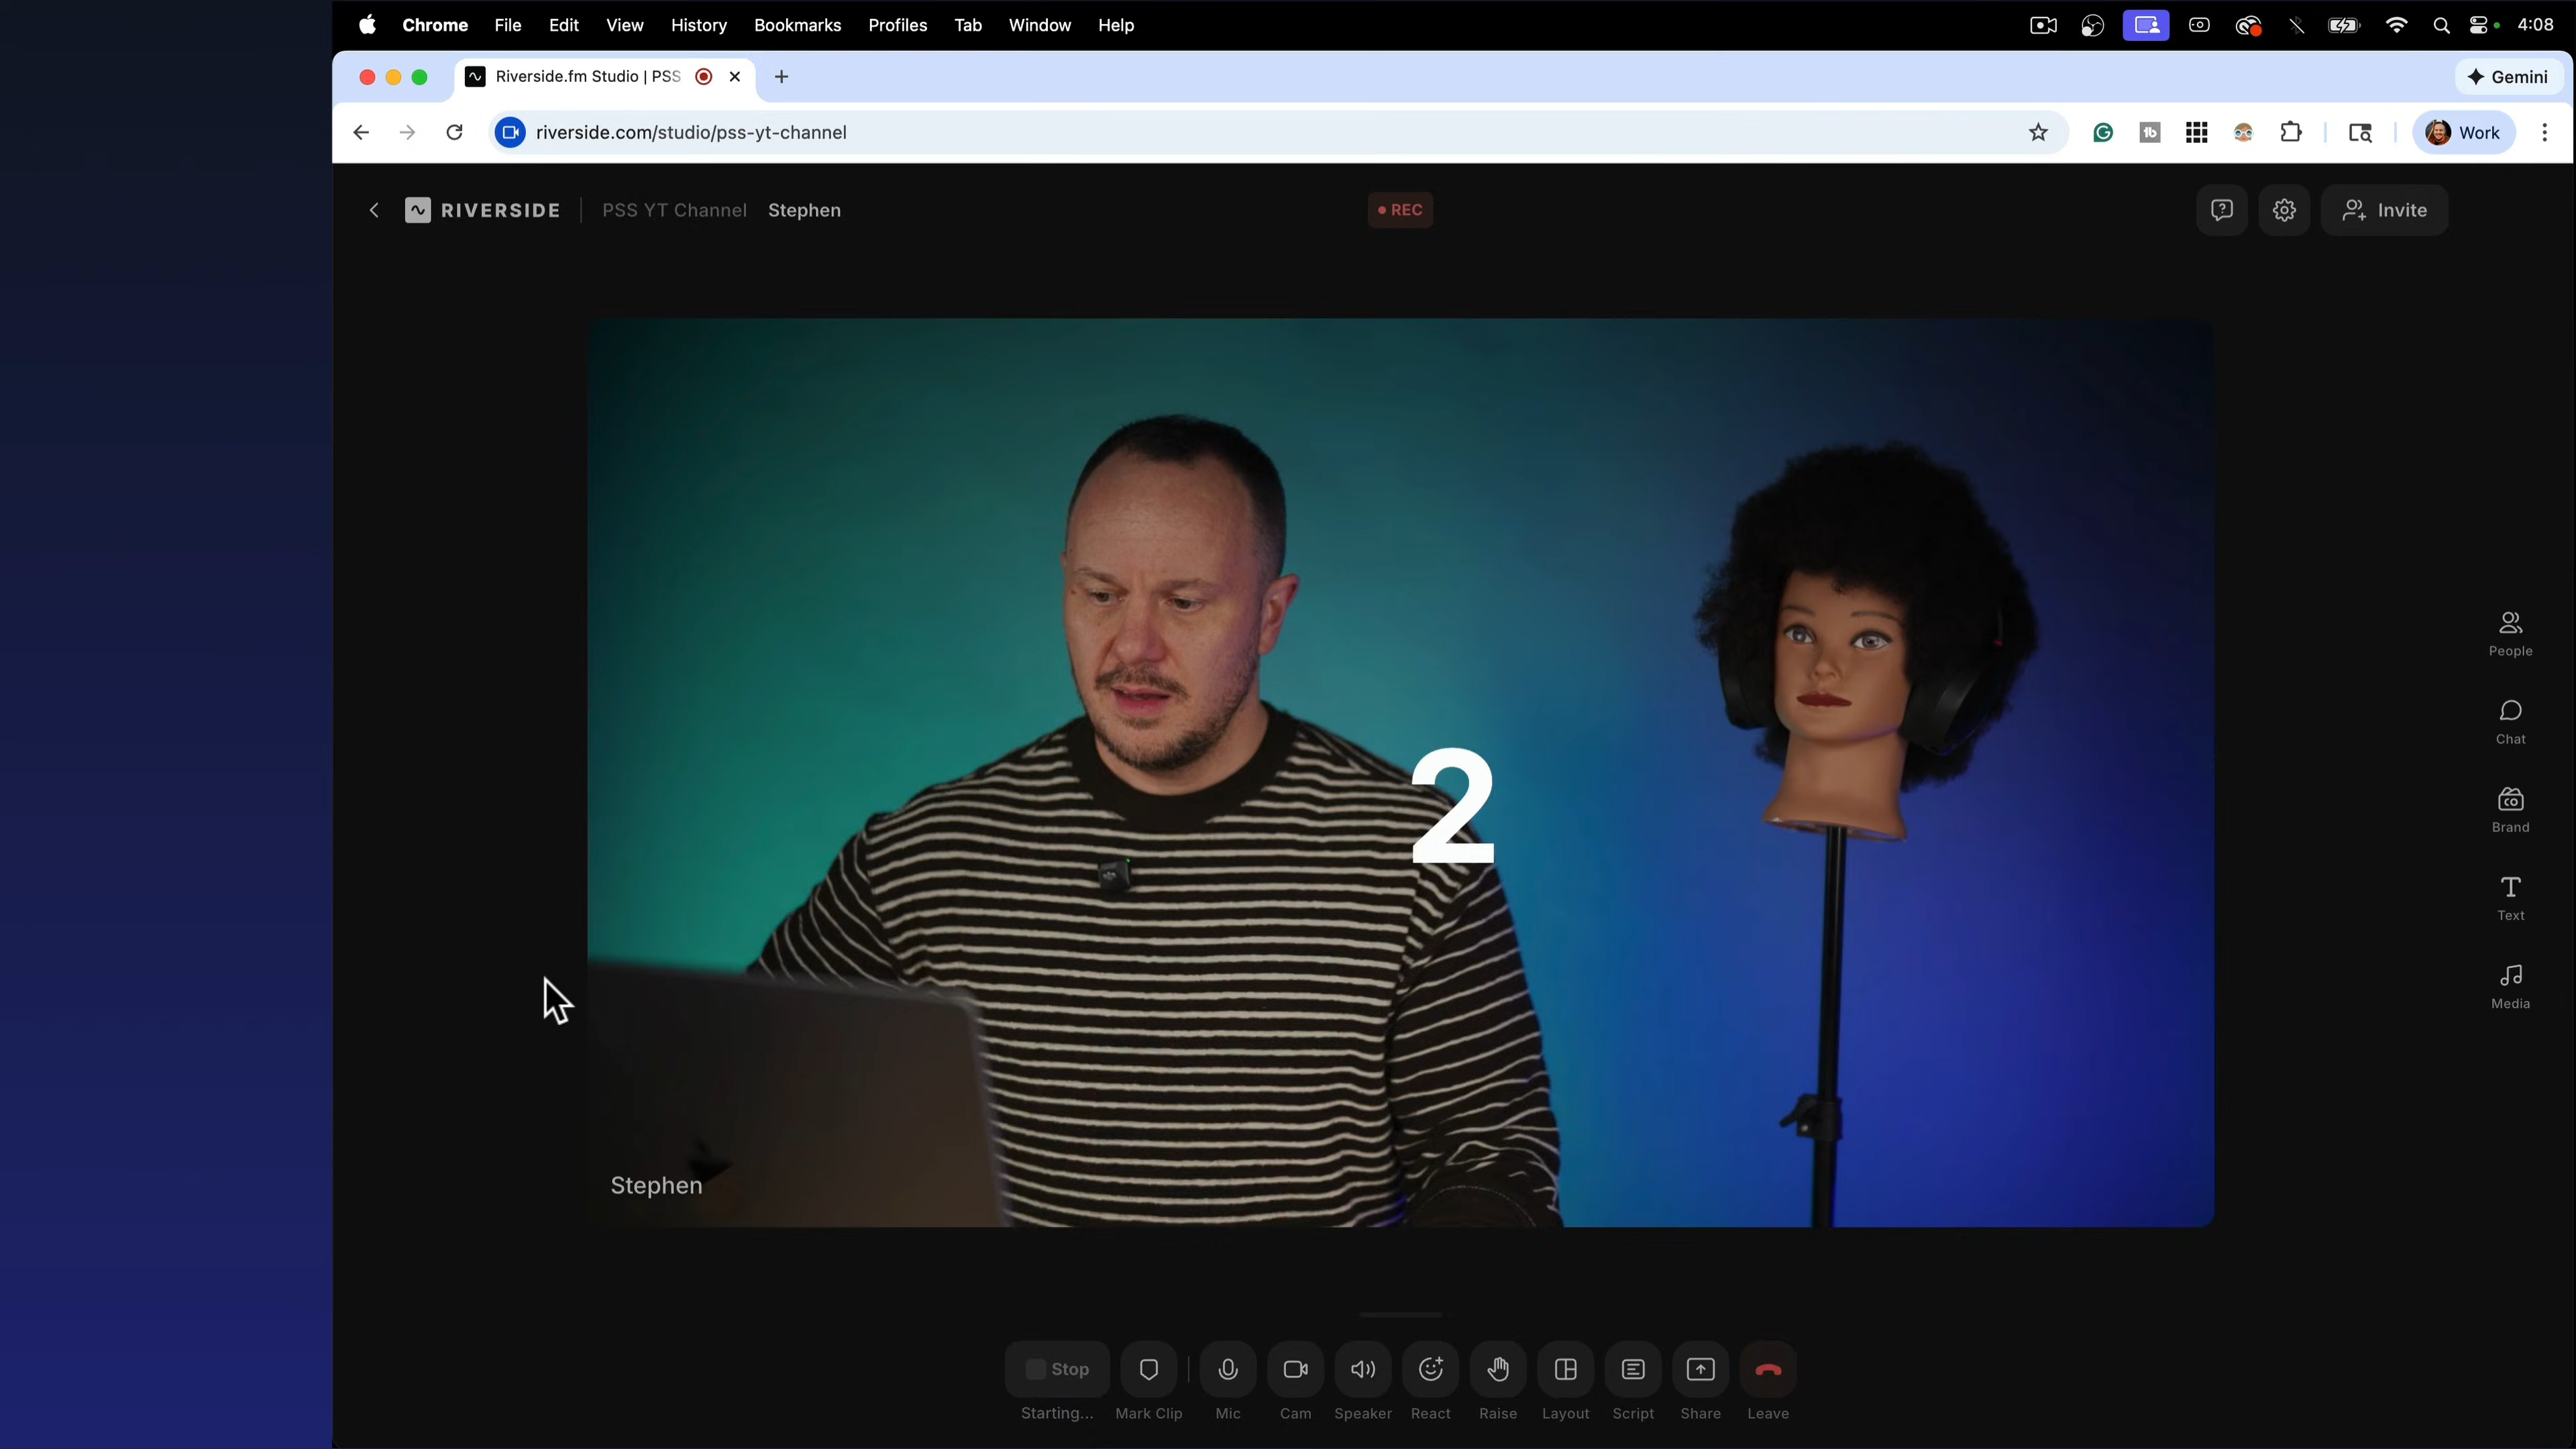 Chrome File Edit View History Bookmarks Profiles Tab Window Help 4:08
Riverside.fm Studio | PSS
Gemini
riverside.com/studio/pss-yt-channel
Work
RIVERSIDE PSS YT Channel Stephen
REC
Invite
People
Chat
Brand
Text
Media
2
Stephen
Stop
Starting... Mark Clip Mic Cam Speaker React Raise Layout Script Share Leave